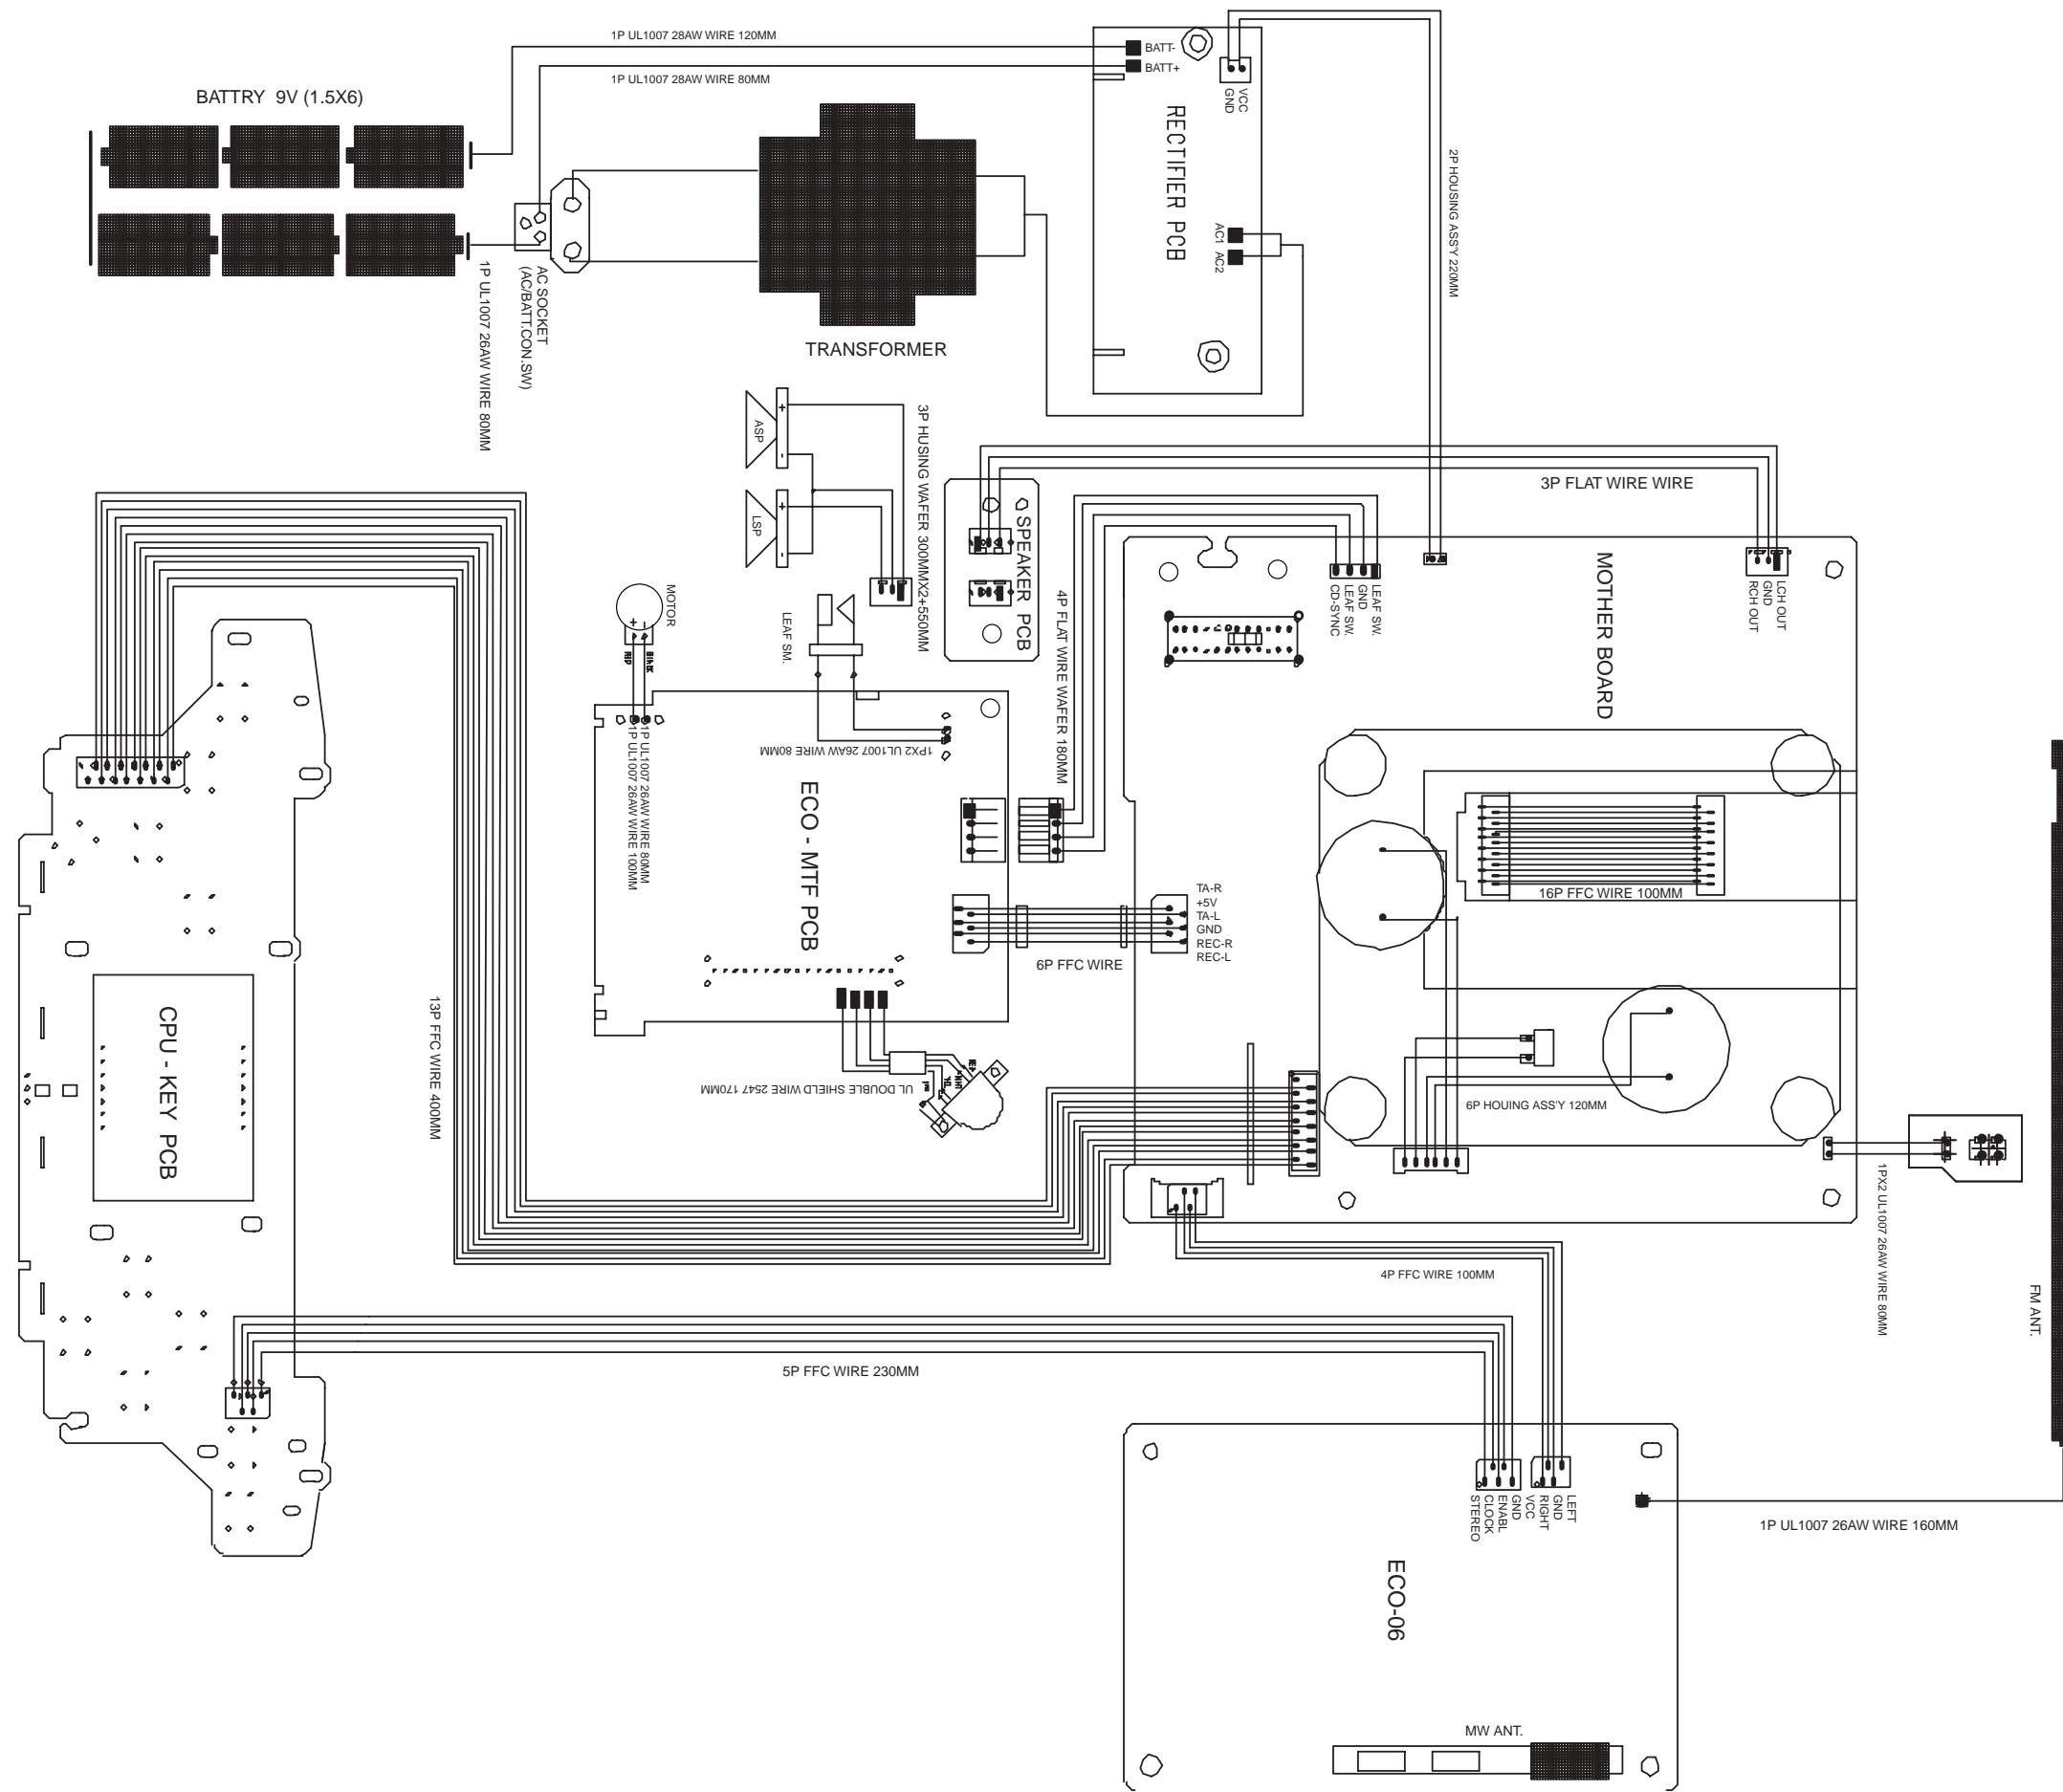 1P UL1007 28AW WIRE 120MM
1P UL1007 28AW WIRE 80MM
BATTRY 9V (1.5X6)
BATT-
BATT+
VCC
GND
RECTIFIER PCB
AC1
AC2
2P HOUSING ASS'Y 220MM
AC SOCKET
(AC/BATT.CON.SW)
1P UL1007 26AW WIRE 80MM
TRANSFORMER
ASP
+
-
LSP
+
-
3P HUSING WAFER 300MMX2+550MM
3P FLAT WIRE WIRE
SPEAKER PCB
4P FLAT WIRE WAFER 180MM
LEAF SW.
GND
LEAF SW.
CD-SYNC
MOTHER BOARD
LCH OUT
GND
RCH OUT
MOTOR
+ -
LEAF SM.
1P UL1007 26AW WIRE 80MM
1P UL1007 26AW WIRE 100MM
1PX2 UL1007 26AW WIRE 80MM
ECO - MTF PCB
TA-R
+5V
TA-L
GND
REC-R
REC-L
6P FFC WIRE
16P FFC WIRE 100MM
13P FFC WIRE 400MM
CPU - KEY PCB
UL DOUBLE SHIELD WIRE 2547 170MM
6P HOUING ASS'Y 120MM
1PX2 UL1007 26AW WIRE 80MM
FM ANT.
4P FFC WIRE 100MM
5P FFC WIRE 230MM
GND
ENABL
CLOCK
STEREO
LEFT
GND
RIGHT
VCC
1P UL1007 26AW WIRE 160MM
ECO-06
MW ANT.